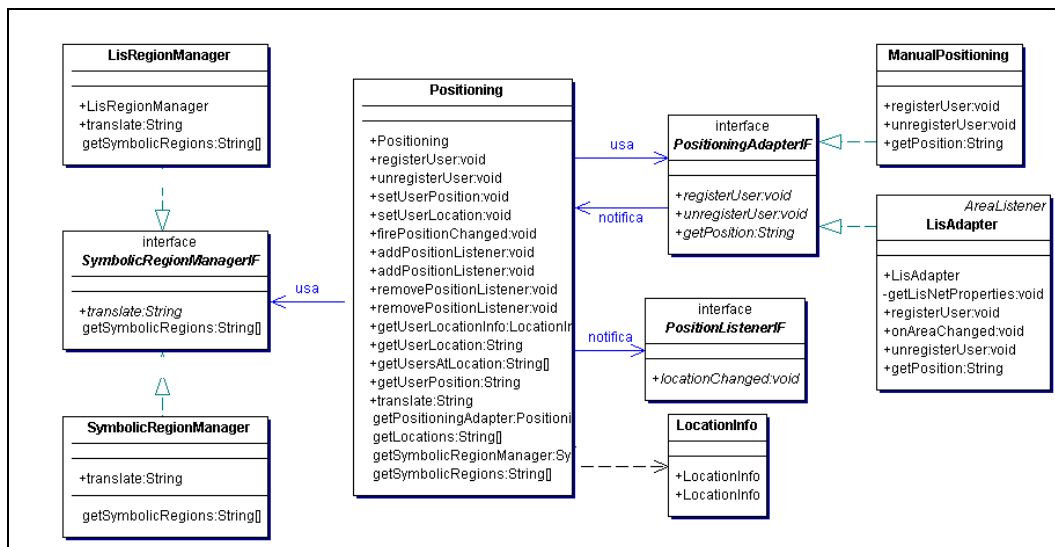 LisRegionManager
+LisRegionManager
+translate:String
getSymbolicRegions:String[]
interface
SymbolicRegionManagerIF
+translate:String
getSymbolicRegions:String[]
SymbolicRegionManager
+translate:String
getSymbolicRegions:String[]
usa
Positioning
+Positioning
+registerUser:void
+unregisterUser:void
+setUserPosition:void
+setUserLocation:void
+firePositionChanged:void
+addPositionListener:void
+addPositionListener:void
+removePositionListener:void
+removePositionListener:void
+getUserLocationInfo:LocationIn
+getUserLocation:String
+getUsersAtLocation:String[]
+getUserPosition:String
+translate:String
getPositioningAdapter:Positioni
getLocations:String[]
getSymbolicRegionManager:Sy
getSymbolicRegions:String[]
usa
notifica
notifica
interface
PositioningAdapterIF
+registerUser:void
+unregisterUser:void
+getPosition:String
interface
PositionListenerIF
+locationChanged:void
LocationInfo
+LocationInfo
+LocationInfo
ManualPositioning
+registerUser:void
+unregisterUser:void
+getPosition:String
AreaListener
LisAdapter
+LisAdapter
-getLisNetProperties:void
+registerUser:void
+onAreaChanged:void
+unregisterUser:void
+getPosition:String